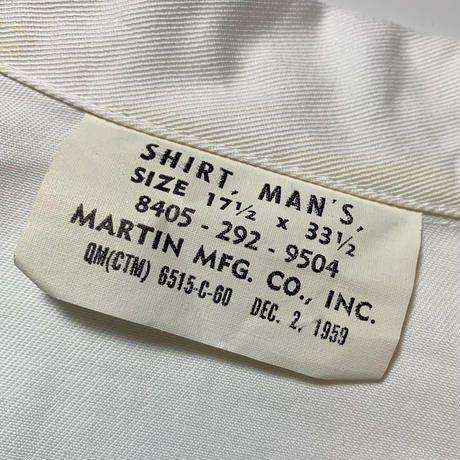 SHIRT, MAN'S,
SIZE 17½ x 33½
8405-292-9504
MARTIN MFG. CO., INC.
QM(CTM) 6515-C-60 DEC. 2, 1959